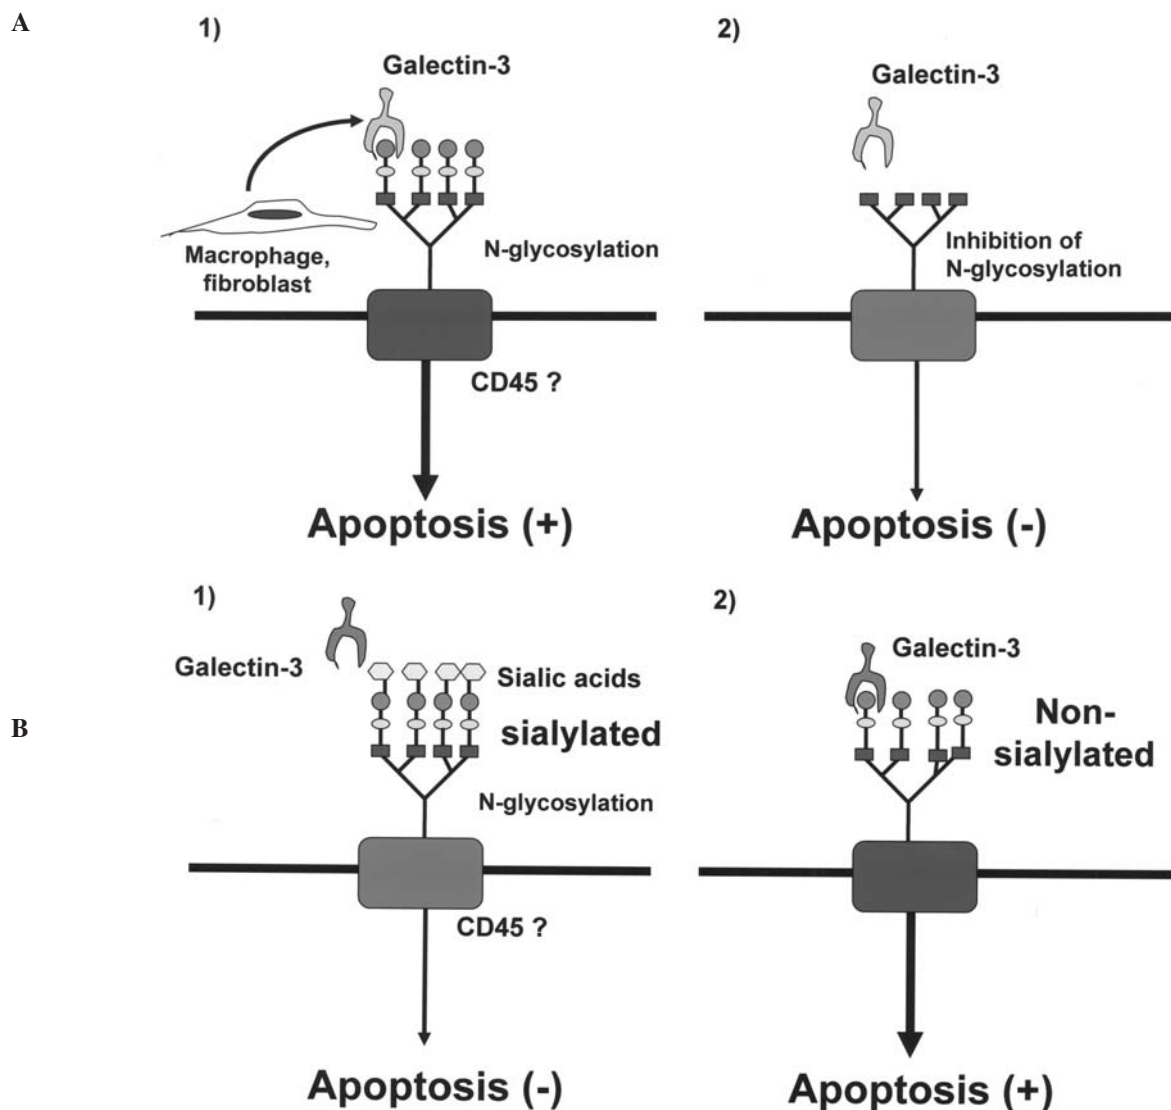 A
1)
Galectin-3
Macrophage,
fibroblast
N-glycosylation
CD45 ?
Apoptosis (+)
2)
Galectin-3
Inhibition of
N-glycosylation
Apoptosis (-)
B
1)
Galectin-3
Sialic acids
sialylated
N-glycosylation
CD45 ?
Apoptosis (-)
2)
Galectin-3
Non-
sialylated
Apoptosis (+)